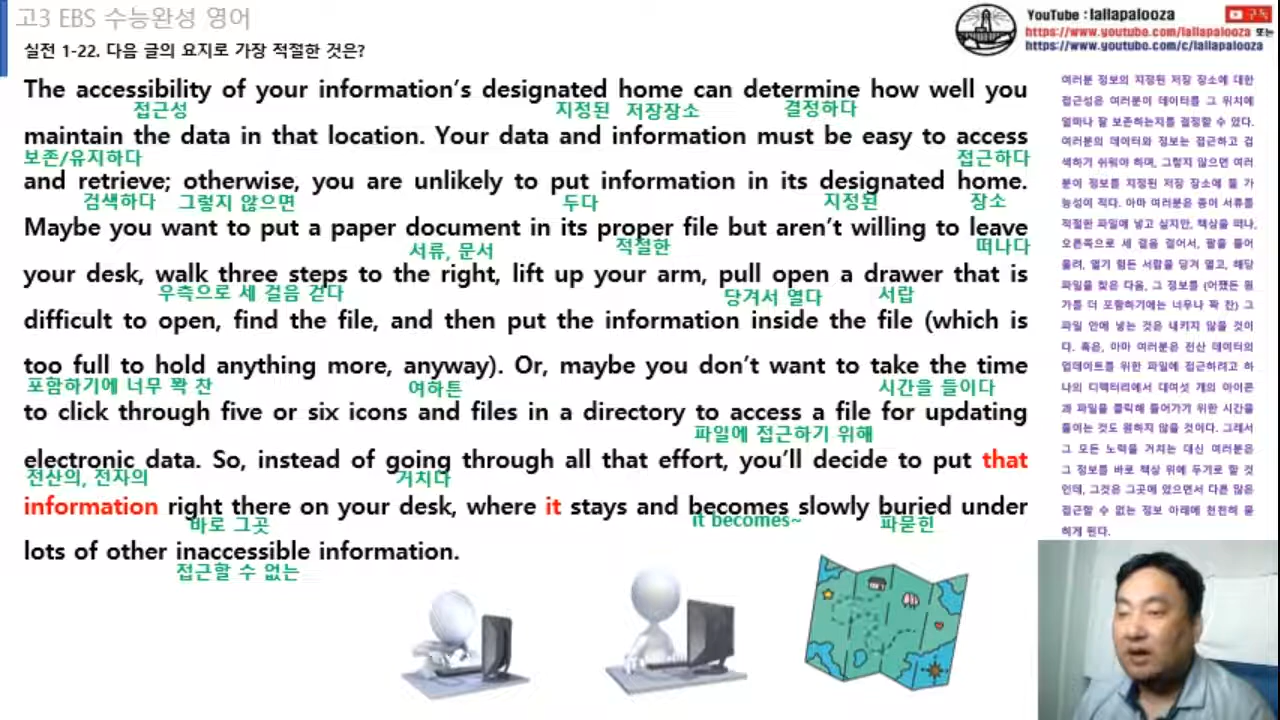 고3 EBS 수능완성 영어
실전 1-22. 다음 글의 요지로 가장 적절한 것은?
YouTube : lallapalooza
구독
https://www.youtube.com/lallapalooza 또는
https://www.youtube.com/c/lallapalooza
The accessibility of your information's designated home can determine how well you
접근성 지정된 저장장소 결정하다
maintain the data in that location. Your data and information must be easy to access
보존/유지하다 접근하다
and retrieve; otherwise, you are unlikely to put information in its designated home.
검색하다 그렇지 않으면 두다 지정된 장소
Maybe you want to put a paper document in its proper file but aren't willing to leave
서류, 문서 적절한 떠나다
your desk, walk three steps to the right, lift up your arm, pull open a drawer that is
우측으로 세 걸음 걷다 당겨서 열다 서랍
difficult to open, find the file, and then put the information inside the file (which is
too full to hold anything more, anyway). Or, maybe you don't want to take the time
포함하기에 너무 꽉 찬 여하튼 시간을 들이다
to click through five or six icons and files in a directory to access a file for updating
파일에 접근하기 위해
electronic data. So, instead of going through all that effort, you'll decide to put that
전산의, 전자의 거치다
information right there on your desk, where it stays and becomes slowly buried under
바로 그곳 it becomes~ 파묻힌
lots of other inaccessible information.
접근할 수 없는
여러분 정보의 지정된 저장 장소에 대한
접근성은 여러분이 데이터를 그 위치에
얼마나 잘 보존하는지를 결정할 수 있다.
여러분의 데이터와 정보는 접근하고 검
색하기 쉬워야 하며, 그렇지 않으면 여러
분이 정보를 지정된 저장 장소에 둘 가
능성이 적다. 아마 여러분은 종이 서류를
적절한 파일에 넣고 싶지만, 책상을 떠나,
오른쪽으로 세 걸음 걸어서, 팔을 들어
올려, 열기 힘든 서랍을 당겨 열고, 해당
파일을 찾은 다음, 그 정보를 (어쨌든 뭔
가를 더 포함하기에는 너무나 꽉 찬) 그
파일 안에 넣는 것은 내키지 않을 것이
다. 혹은, 아마 여러분은 전산 데이터의
업데이트를 위한 파일에 접근하려고 하
나의 디렉터리에서 대여섯 개의 아이콘
과 파일을 클릭해 들어가기 위한 시간을
들이는 것도 원하지 않을 것이다. 그래서
그 모든 노력을 거치는 대신 여러분은
그 정보를 바로 책상 위에 두기로 할 것
인데, 그것은 그곳에 있으면서 다른 많은
접근할 수 없는 정보 아래에 천천히 묻
히게 된다.